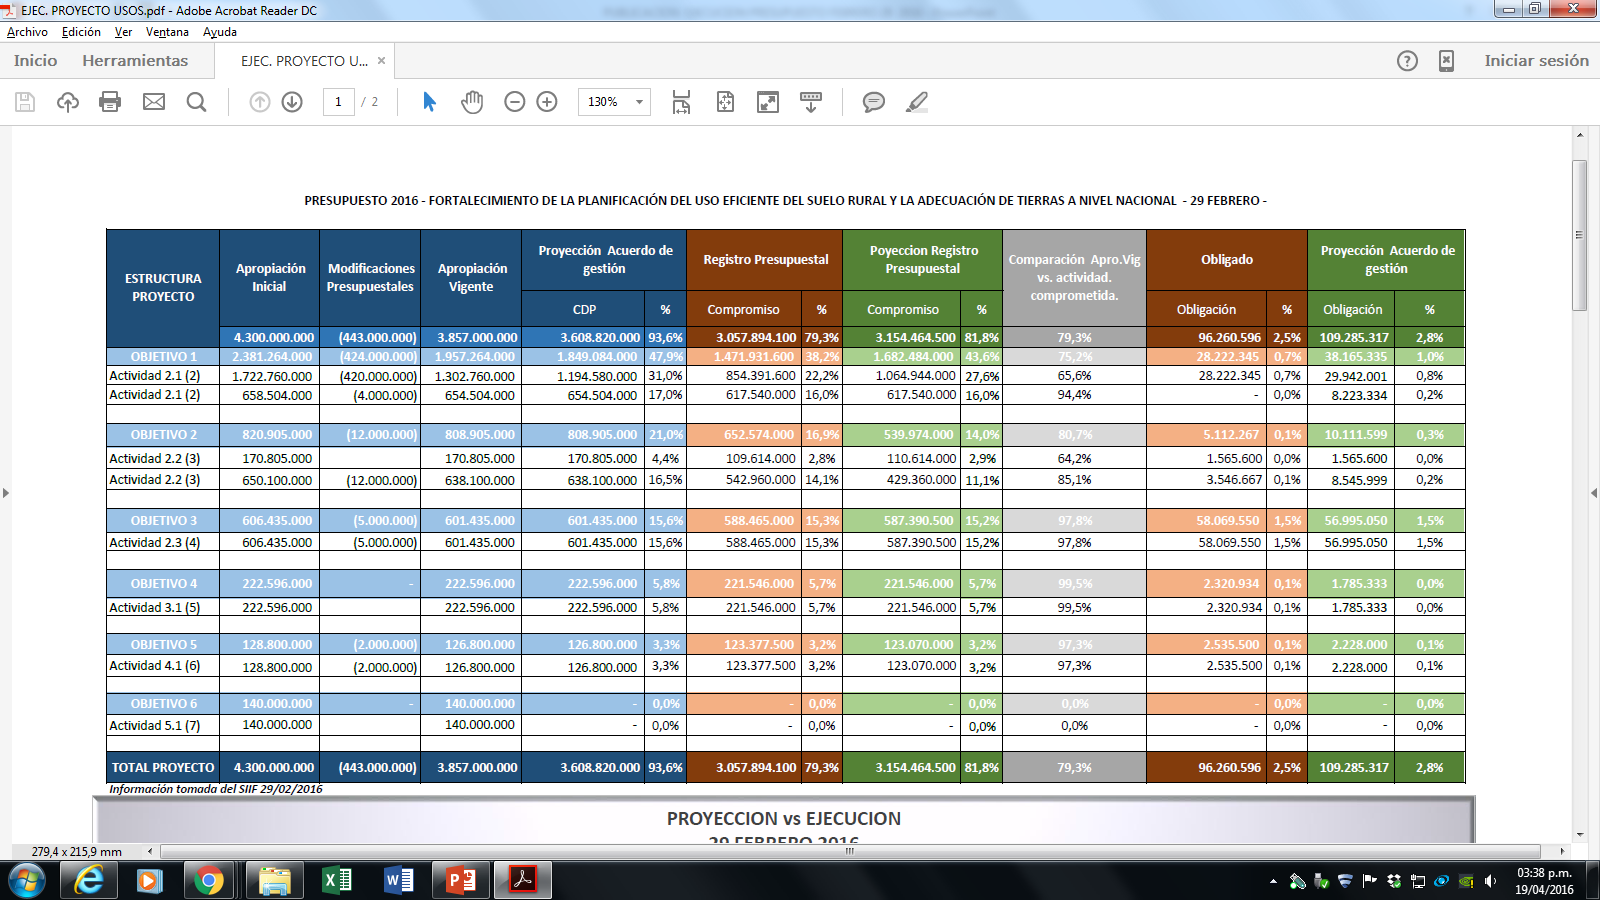 EJEC. PROYECTO USOS.pdf - Adobe Acrobat Reader DC
Archivo Edición Ver Ventana Ayuda
Inicio Herramientas EJEC. PROYECTO U... × Iniciar sesión
1 / 2 130%
PRESUPUESTO 2016 - FORTALECIMIENTO DE LA PLANIFICACIÓN DEL USO EFICIENTE DEL SUELO RURAL Y LA ADECUACIÓN DE TIERRAS A NIVEL NACIONAL - 29 FEBRERO -
ESTRUCTURA PROYECTO Apropiación Inicial Modificaciones Presupuestales Apropiación Vigente Proyección Acuerdo de gestión Registro Presupuestal Poyeccion Registro Presupuestal Comparación Apro.Vig vs. actividad. comprometida. Obligado Proyección Acuerdo de gestión
CDP % Compromiso % Compromiso % Obligación % Obligación %
4.300.000.000 (443.000.000) 3.857.000.000 3.608.820.000 93,6% 3.057.894.100 79,3% 3.154.464.500 81,8% 79,3% 96.260.596 2,5% 109.285.317 2,8%
OBJETIVO 1 2.381.264.000 (424.000.000) 1.957.264.000 1.849.084.000 47,9% 1.471.931.600 38,2% 1.682.484.000 43,6% 75,2% 28.222.345 0,7% 38.165.335 1,0%
Actividad 2.1 (2) 1.722.760.000 (420.000.000) 1.302.760.000 1.194.580.000 31,0% 854.391.600 22,2% 1.064.944.000 27,6% 65,6% 28.222.345 0,7% 29.942.001 0,8%
Actividad 2.1 (2) 658.504.000 (4.000.000) 654.504.000 654.504.000 17,0% 617.540.000 16,0% 617.540.000 16,0% 94,4% - 0,0% 8.223.334 0,2%
OBJETIVO 2 820.905.000 (12.000.000) 808.905.000 808.905.000 21,0% 652.574.000 16,9% 539.974.000 14,0% 80,7% 5.112.267 0,1% 10.111.599 0,3%
Actividad 2.2 (3) 170.805.000 170.805.000 170.805.000 4,4% 109.614.000 2,8% 110.614.000 2,9% 64,2% 1.565.600 0,0% 1.565.600 0,0%
Actividad 2.2 (3) 650.100.000 (12.000.000) 638.100.000 638.100.000 16,5% 542.960.000 14,1% 429.360.000 11,1% 85,1% 3.546.667 0,1% 8.545.999 0,2%
OBJETIVO 3 606.435.000 (5.000.000) 601.435.000 601.435.000 15,6% 588.465.000 15,3% 587.390.500 15,2% 97,8% 58.069.550 1,5% 56.995.050 1,5%
Actividad 2.3 (4) 606.435.000 (5.000.000) 601.435.000 601.435.000 15,6% 588.465.000 15,3% 587.390.500 15,2% 97,8% 58.069.550 1,5% 56.995.050 1,5%
OBJETIVO 4 222.596.000 - 222.596.000 222.596.000 5,8% 221.546.000 5,7% 221.546.000 5,7% 99,5% 2.320.934 0,1% 1.785.333 0,0%
Actividad 3.1 (5) 222.596.000 222.596.000 222.596.000 5,8% 221.546.000 5,7% 221.546.000 5,7% 99,5% 2.320.934 0,1% 1.785.333 0,0%
OBJETIVO 5 128.800.000 (2.000.000) 126.800.000 126.800.000 3,3% 123.377.500 3,2% 123.070.000 3,2% 97,3% 2.535.500 0,1% 2.228.000 0,1%
Actividad 4.1 (6) 128.800.000 (2.000.000) 126.800.000 126.800.000 3,3% 123.377.500 3,2% 123.070.000 3,2% 97,3% 2.535.500 0,1% 2.228.000 0,1%
OBJETIVO 6 140.000.000 - 140.000.000 - 0,0% - 0,0% - 0,0% 0,0% - 0,0% - 0,0%
Actividad 5.1 (7) 140.000.000 140.000.000 - 0,0% - 0,0% - 0,0% 0,0% - 0,0% - 0,0%
TOTAL PROYECTO 4.300.000.000 (443.000.000) 3.857.000.000 3.608.820.000 93,6% 3.057.894.100 79,3% 3.154.464.500 81,8% 79,3% 96.260.596 2,5% 109.285.317 2,8%
Información tomada del SIIF 29/02/2016
PROYECCION vs EJECUCION
29 FEBRERO 2016
279,4 x 215,9 mm
03:38 p.m.
19/04/2016